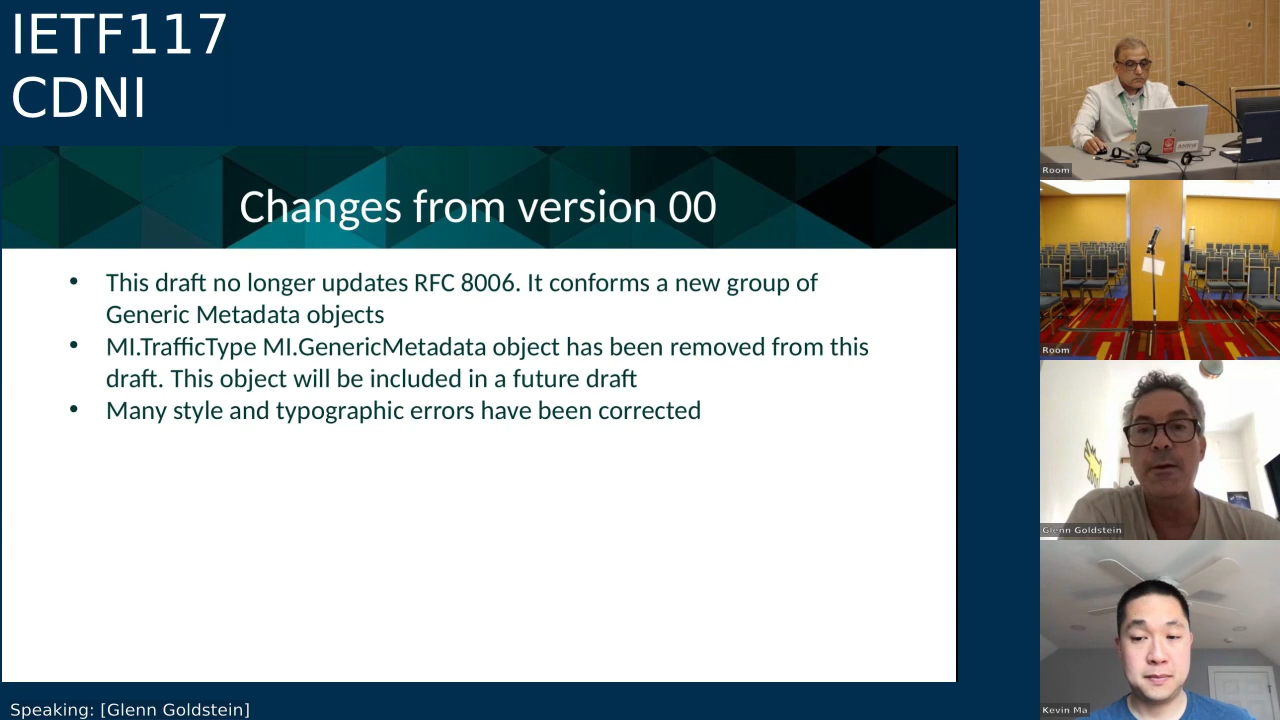 IETF117
CDNI
Changes from version 00
• This draft no longer updates RFC 8006. It conforms a new group of
Generic Metadata objects
• MI.TrafficType MI.GenericMetadata object has been removed from this
draft. This object will be included in a future draft
• Many style and typographic errors have been corrected
Speaking: [Glenn Goldstein]
Room
Room
Glenn Goldstein
Kevin Ma